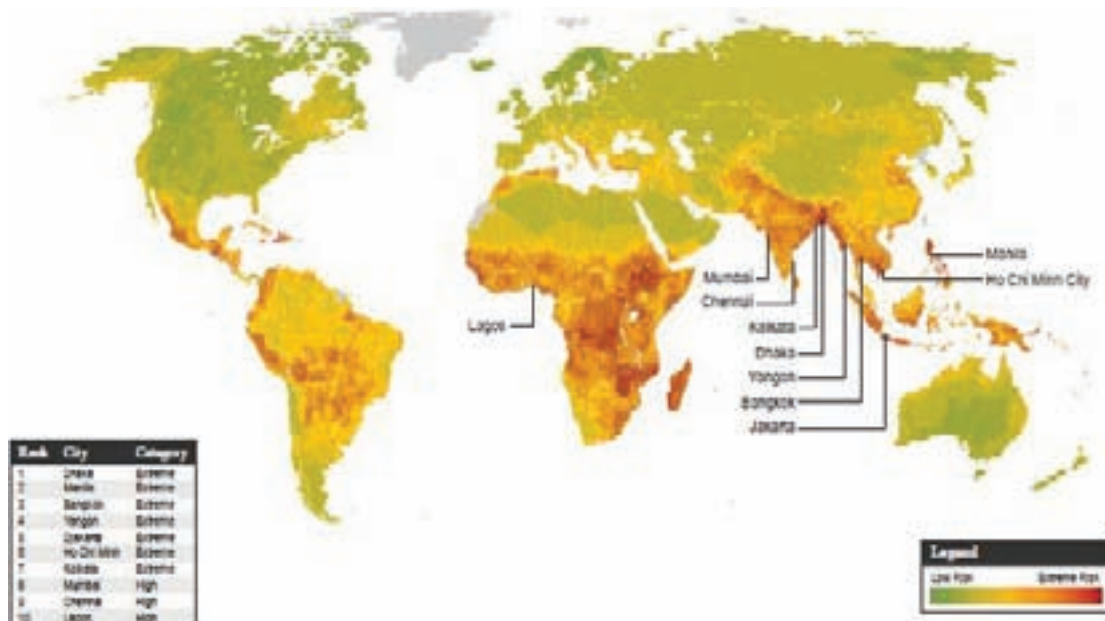 Manila
Ho Chi Minh City
Mumbai
Chennai
Lagos
Kolkata
Dhaka
Yangon
Bangkok
Jakarta
Rank City Category
1 Dhaka Extreme
2 Manila Extreme
3 Bangkok Extreme
4 Yangon Extreme
5 Djakarta Extreme
6 Ho Chi Minh Extreme
7 Kolkata Extreme
8 Mumbai High
9 Chennai High
10 Lagos High
Legend
Low Risk Extreme Risk